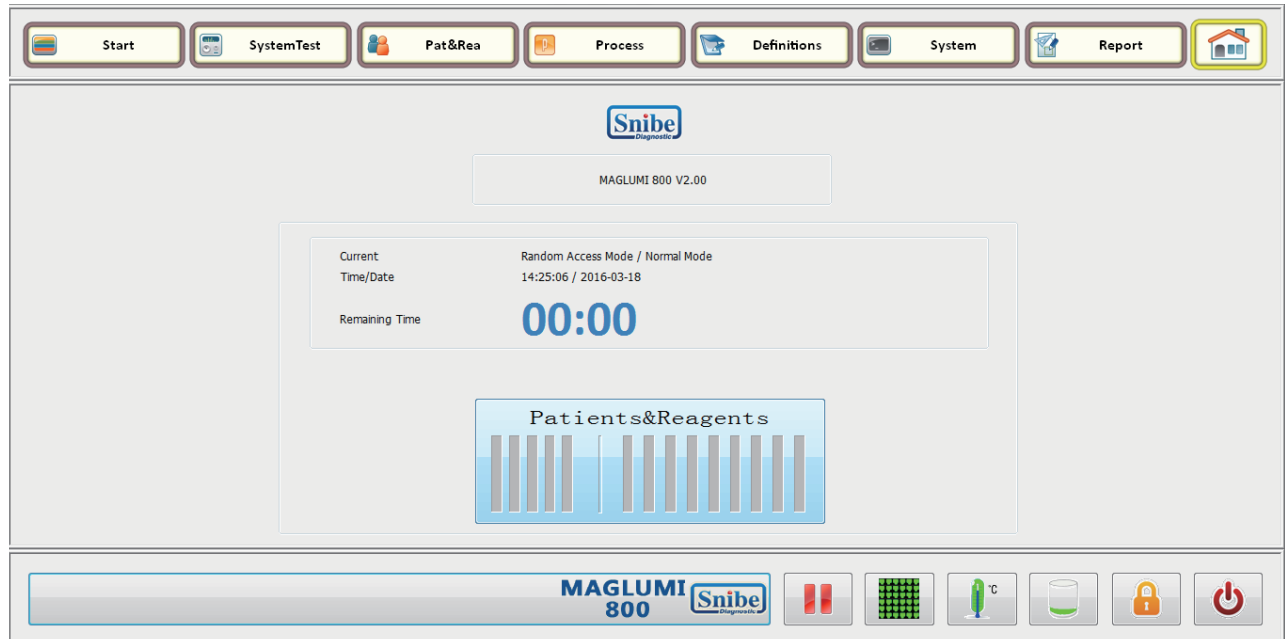 Start
SystemTest
Pat&Rea
P
Process
Definitions
System
Report
Snibe
Diagnostic
MAGLUMI 800 V2.00
Current Random Access Mode / Normal Mode
Time/Date 14:25:06 / 2016-03-18
Remaining Time 00:00
Patients&Reagents
MAGLUMI
800
Snibe
Diagnostic
°C